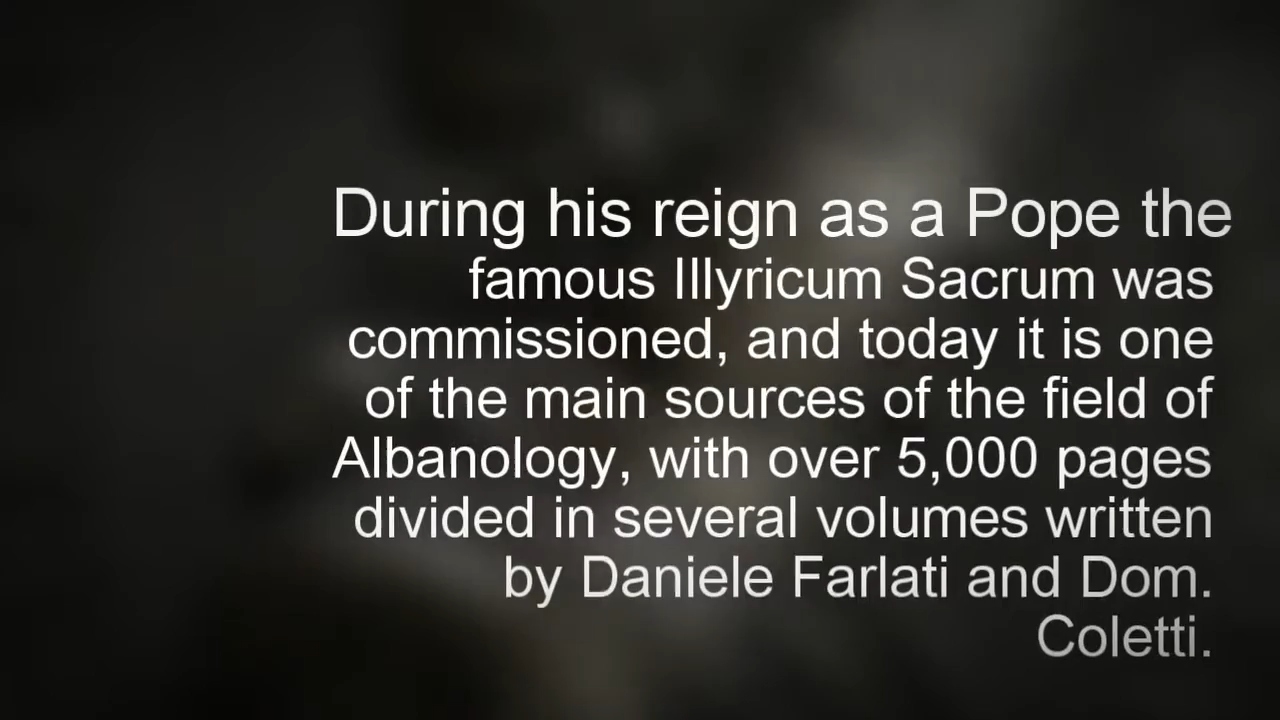 During his reign as a Pope the
famous Illyricum Sacrum was
commissioned, and today it is one
of the main sources of the field of
Albanology, with over 5,000 pages
divided in several volumes written
by Daniele Farlati and Dom.
Coletti.